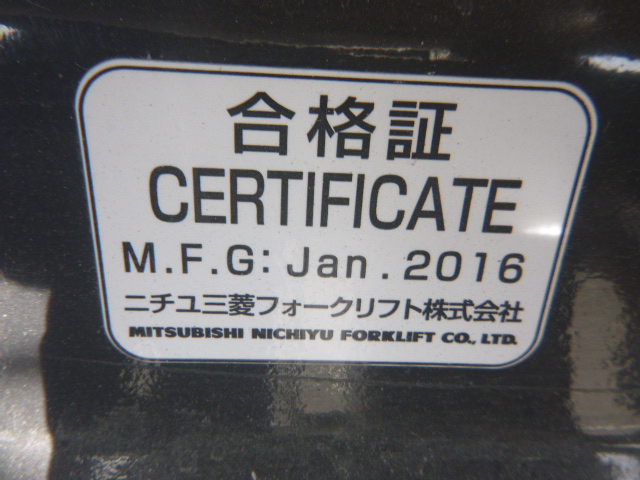 合格証
CERTIFICATE
M.F.G: Jan. 2016
ニチユ三菱フォークリフト株式会社
MITSUBISHI NICHIYU FORKLIFT CO., LTD.